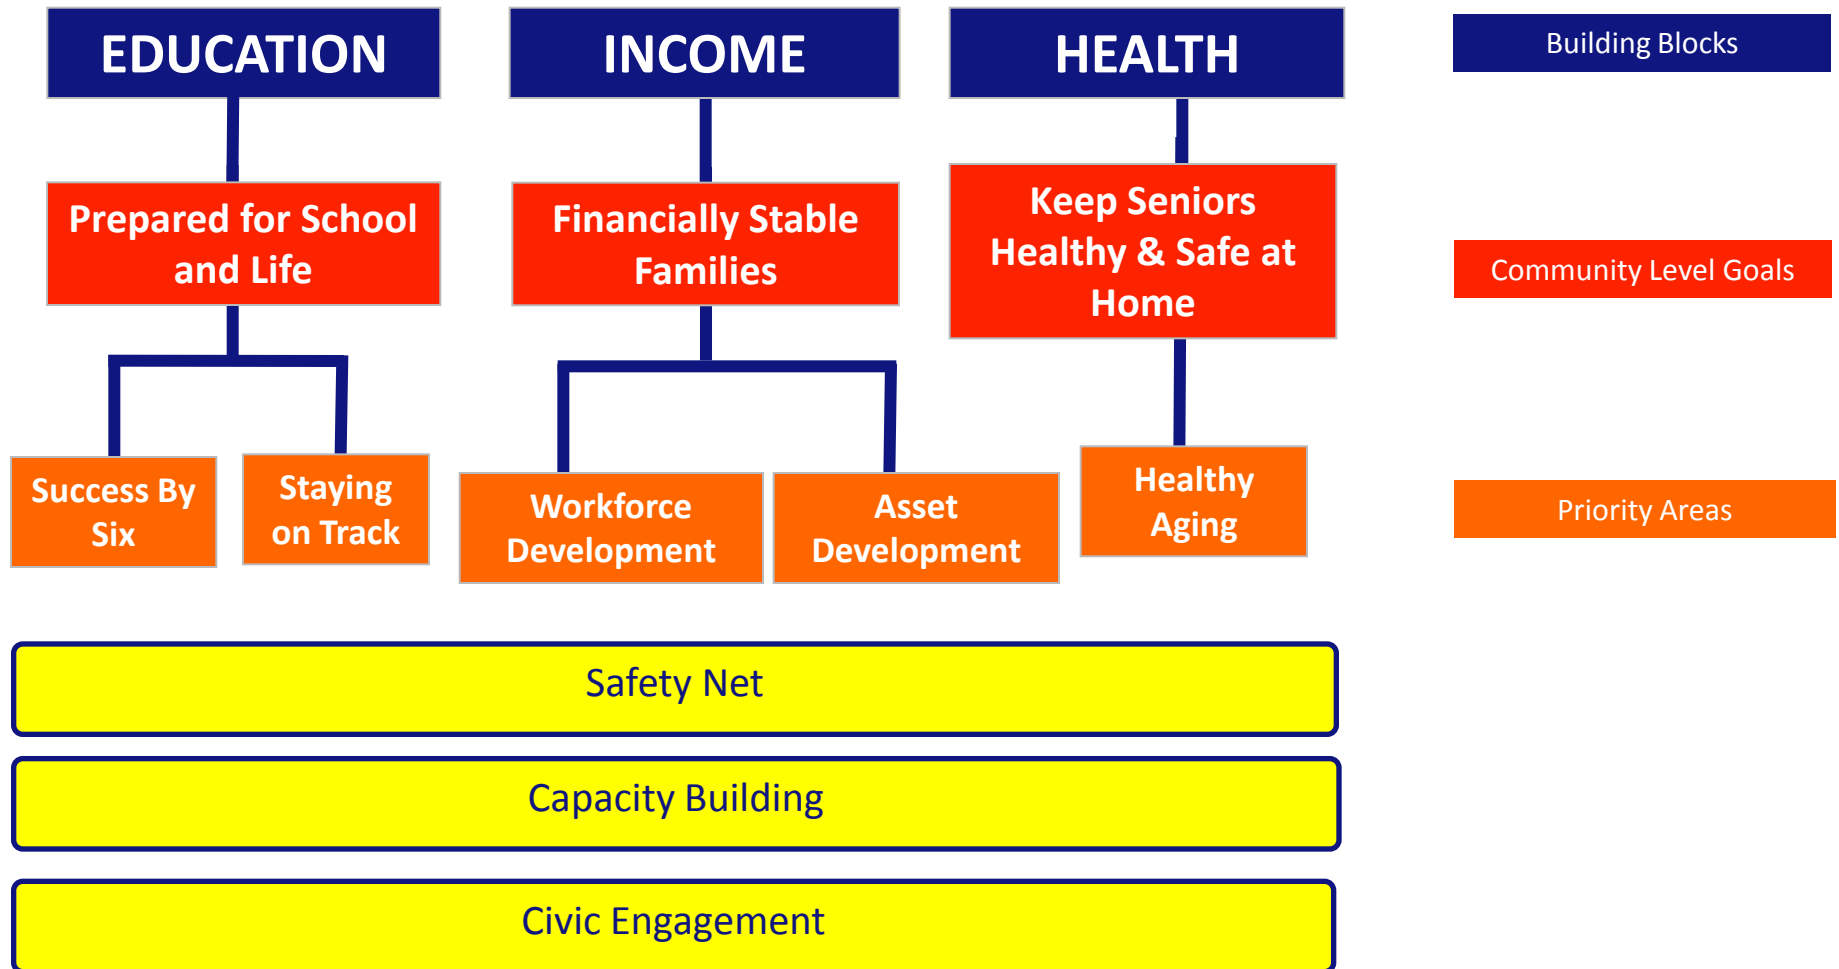 EDUCATION
INCOME
HEALTH
Building Blocks
Prepared for School
and Life
Financially Stable
Families
Keep Seniors
Healthy & Safe at
Home
Community Level Goals
Success By
Six
Staying
on Track
Workforce
Development
Asset
Development
Healthy
Aging
Priority Areas
Safety Net
Capacity Building
Civic Engagement